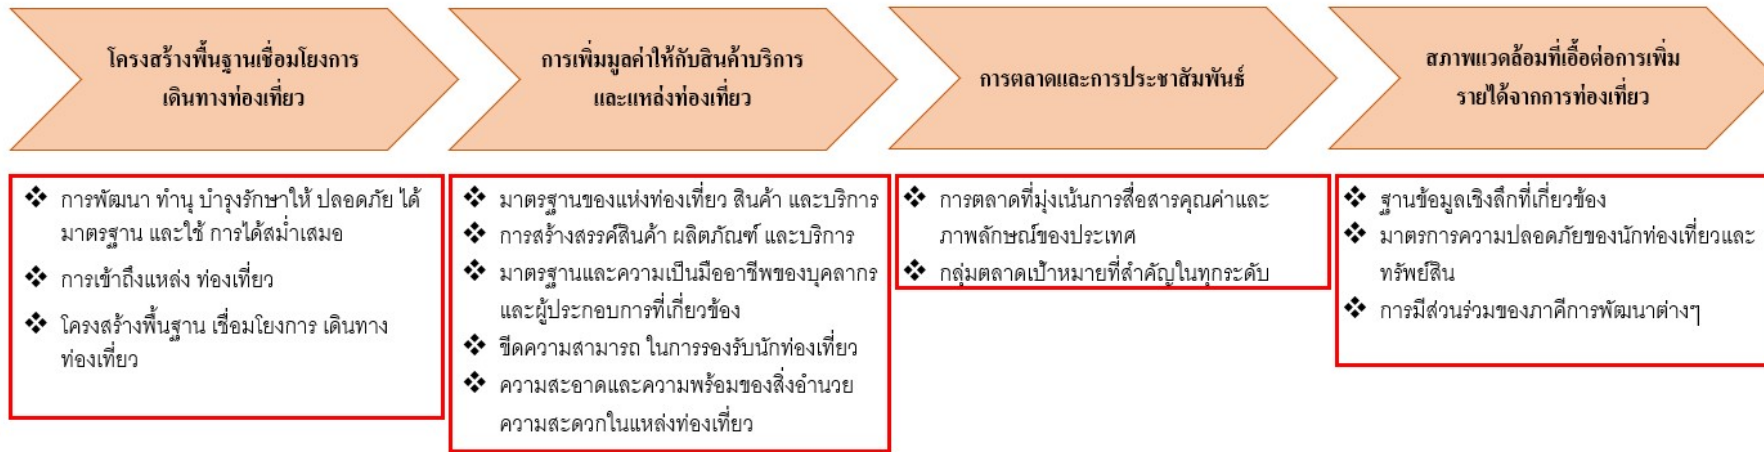 โครงสร้างพื้นฐานเชื่อมโยงการ
เดินทางท่องเที่ยว
การเพิ่มมูลค่าให้กับสินค้าบริการ
และแหล่งท่องเที่ยว
การตลาดและการประชาสัมพันธ์
สภาพแวดล้อมที่เอื้อต่อการเพิ่ม
รายได้จากการท่องเที่ยว
❖ การพัฒนา ทำนุ บำรุงรักษาให้ ปลอดภัย ได้
มาตรฐาน และใช้ การได้สม่ำเสมอ
❖ การเข้าถึงแหล่ง ท่องเที่ยว
❖ โครงสร้างพื้นฐาน เชื่อมโยงการ เดินทาง
ท่องเที่ยว
❖ มาตรฐานของแห่งท่องเที่ยว สินค้า และบริการ
❖ การสร้างสรรค์สินค้า ผลิตภัณฑ์ และบริการ
❖ มาตรฐานและความเป็นมืออาชีพของบุคลากร
และผู้ประกอบการที่เกี่ยวข้อง
❖ ขีดความสามารถ ในการรองรับนักท่องเที่ยว
❖ ความสะอาดและความพร้อมของสิ่งอำนวย
ความสะดวกในแหล่งท่องเที่ยว
❖ การตลาดที่มุ่งเน้นการสื่อสารคุณค่าและ
ภาพลักษณ์ของประเทศ
❖ กลุ่มตลาดเป้าหมายที่สำคัญในทุกระดับ
❖ ฐานข้อมูลเชิงลึกที่เกี่ยวข้อง
❖ มาตรการความปลอดภัยของนักท่องเที่ยวและ
ทรัพย์สิน
❖ การมีส่วนร่วมของภาคีการพัฒนาต่างๆ